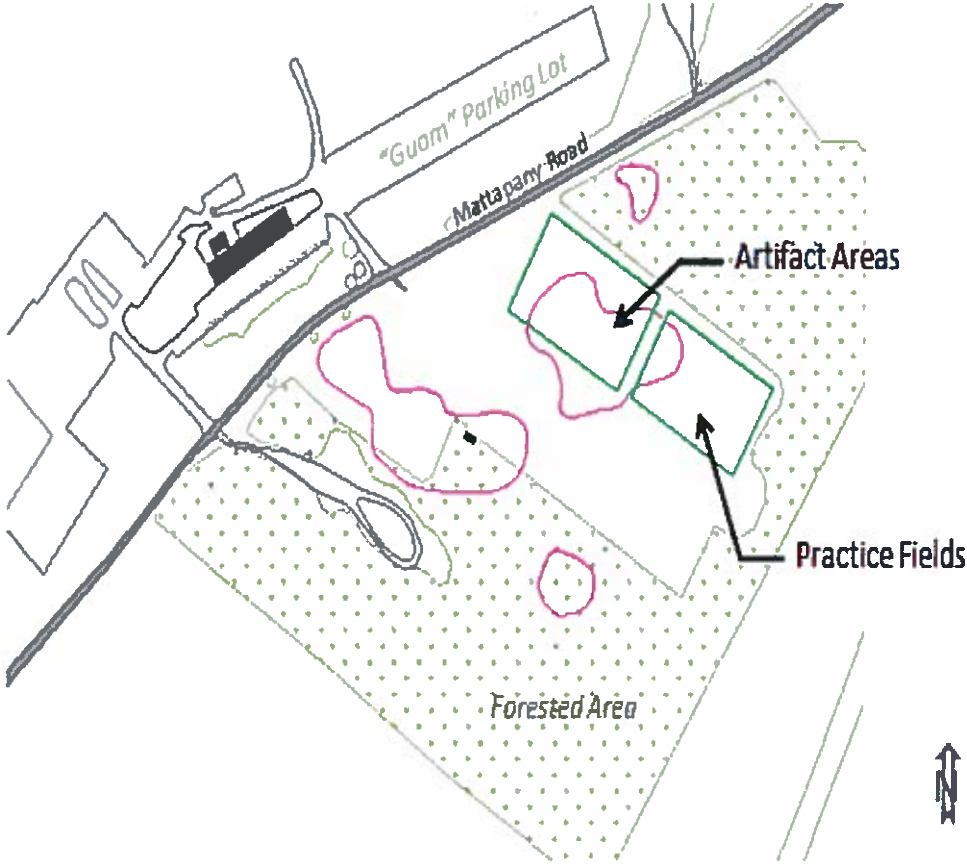 "Guam" Parking Lot
Mattapany Road
Artifact Areas
Practice Fields
Forested Area
N